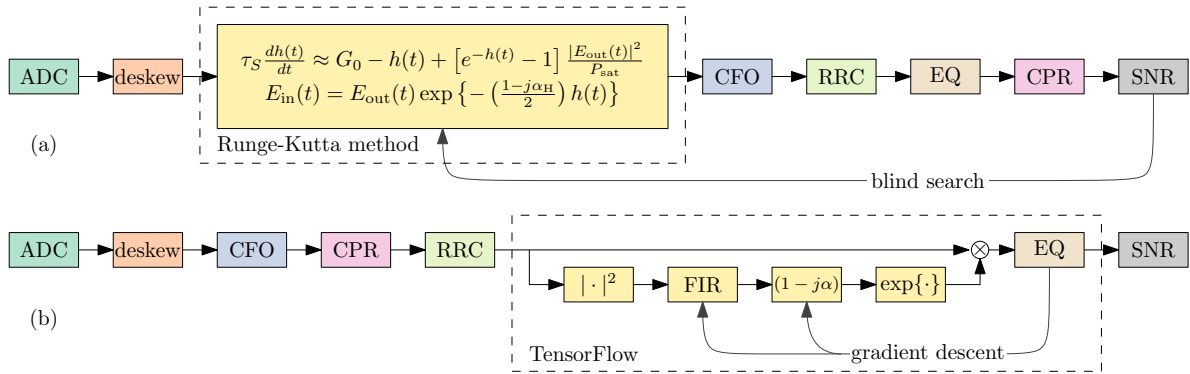 ADC
deskew
τ_S dh(t)/dt ≈ G_0 − h(t) + [e^{−h(t)} − 1] |E_out(t)|²/P_sat
E_in(t) = E_out(t) exp{−((1−jα_H)/2) h(t)}
Runge-Kutta method
CFO
RRC
EQ
CPR
SNR
(a)
blind search
ADC
deskew
CFO
CPR
RRC
⊗
EQ
SNR
| · |²
FIR
(1 − jα)
exp{·}
(b)
TensorFlow
gradient descent